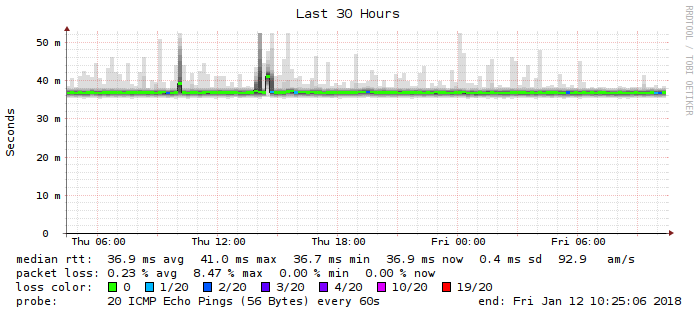 Last 30 Hours
RRDTOOL / TOBI OETIKER
Seconds
50 m
40 m
30 m
20 m
10 m
0
Thu 06:00 Thu 12:00 Thu 18:00 Fri 00:00 Fri 06:00
median rtt: 36.9 ms avg 41.0 ms max 36.7 ms min 36.9 ms now 0.4 ms sd 92.9 am/s
packet loss: 0.23 % avg 8.47 % max 0.00 % min 0.00 % now
loss color: 0 1/20 2/20 3/20 4/20 10/20 19/20
probe: 20 ICMP Echo Pings (56 Bytes) every 60s end: Fri Jan 12 10:25:06 2018